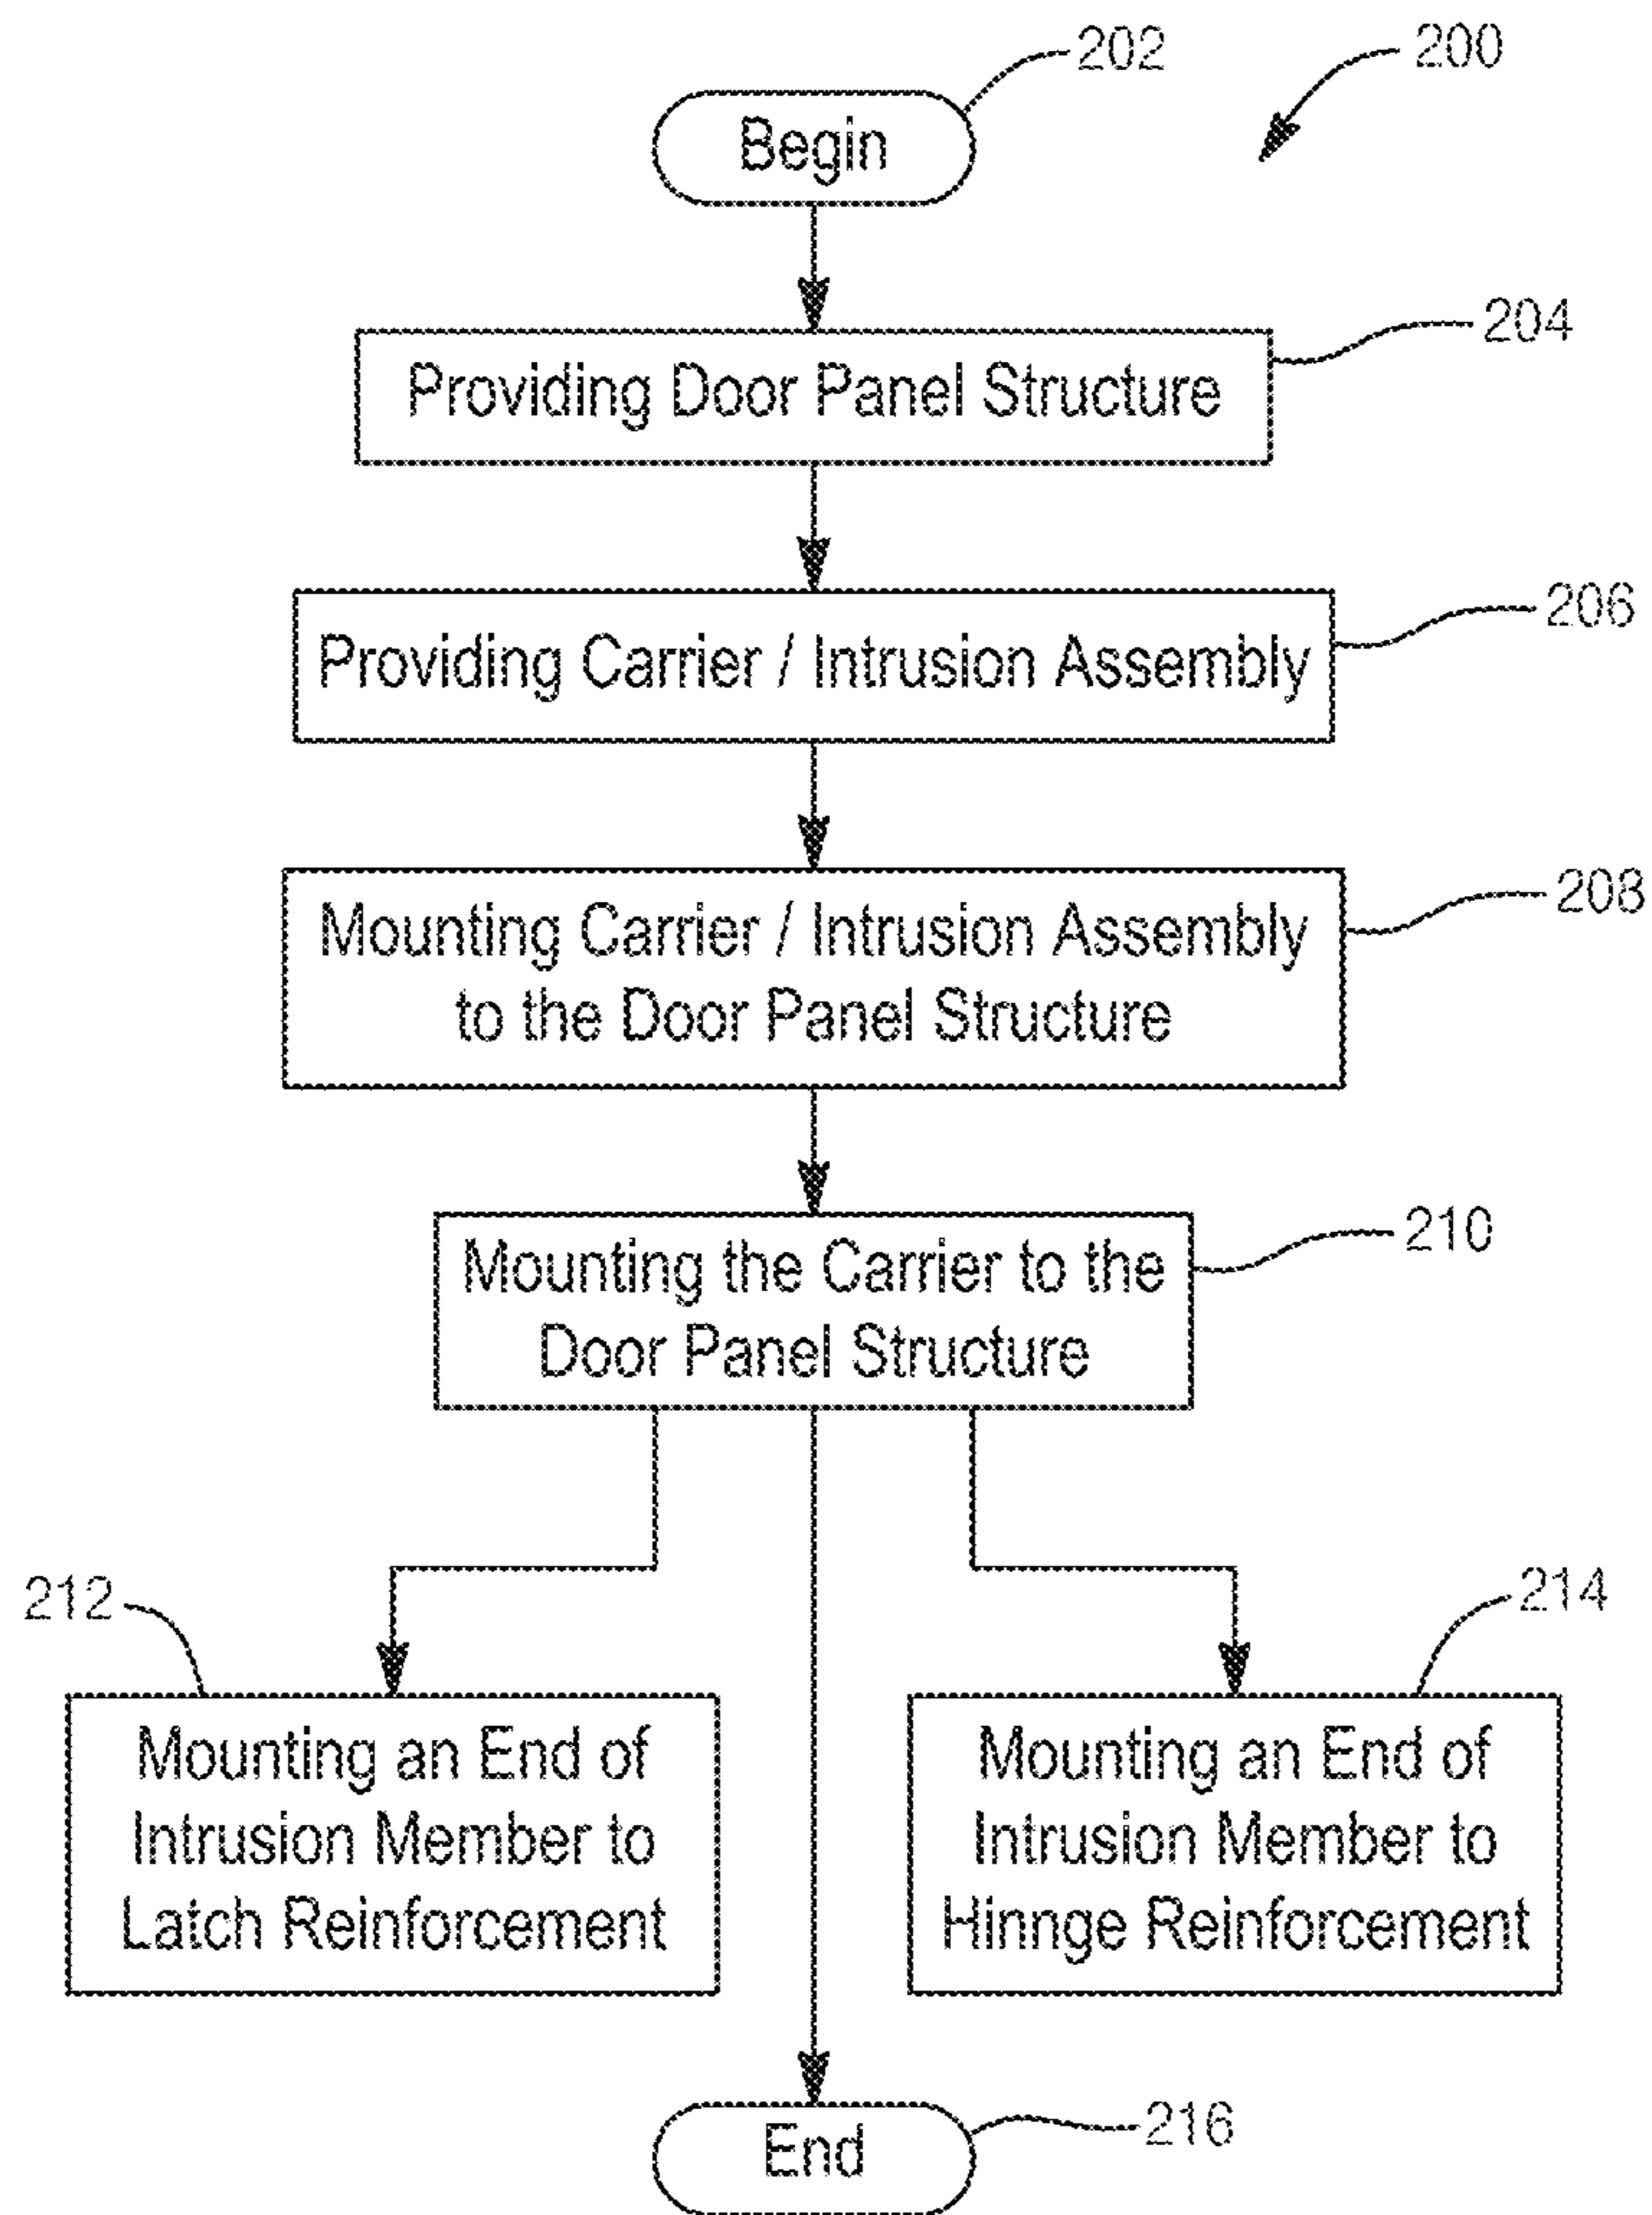 202
200
Begin
204
Providing Door Panel Structure
206
Providing Carrier / Intrusion Assembly
208
Mounting Carrier / Intrusion Assembly
to the Door Panel Structure
210
Mounting the Carrier to the
Door Panel Structure
212
214
Mounting an End of
Intrusion Member to
Latch Reinforcement
Mounting an End of
Intrusion Member to
Hinnge Reinforcement
216
End